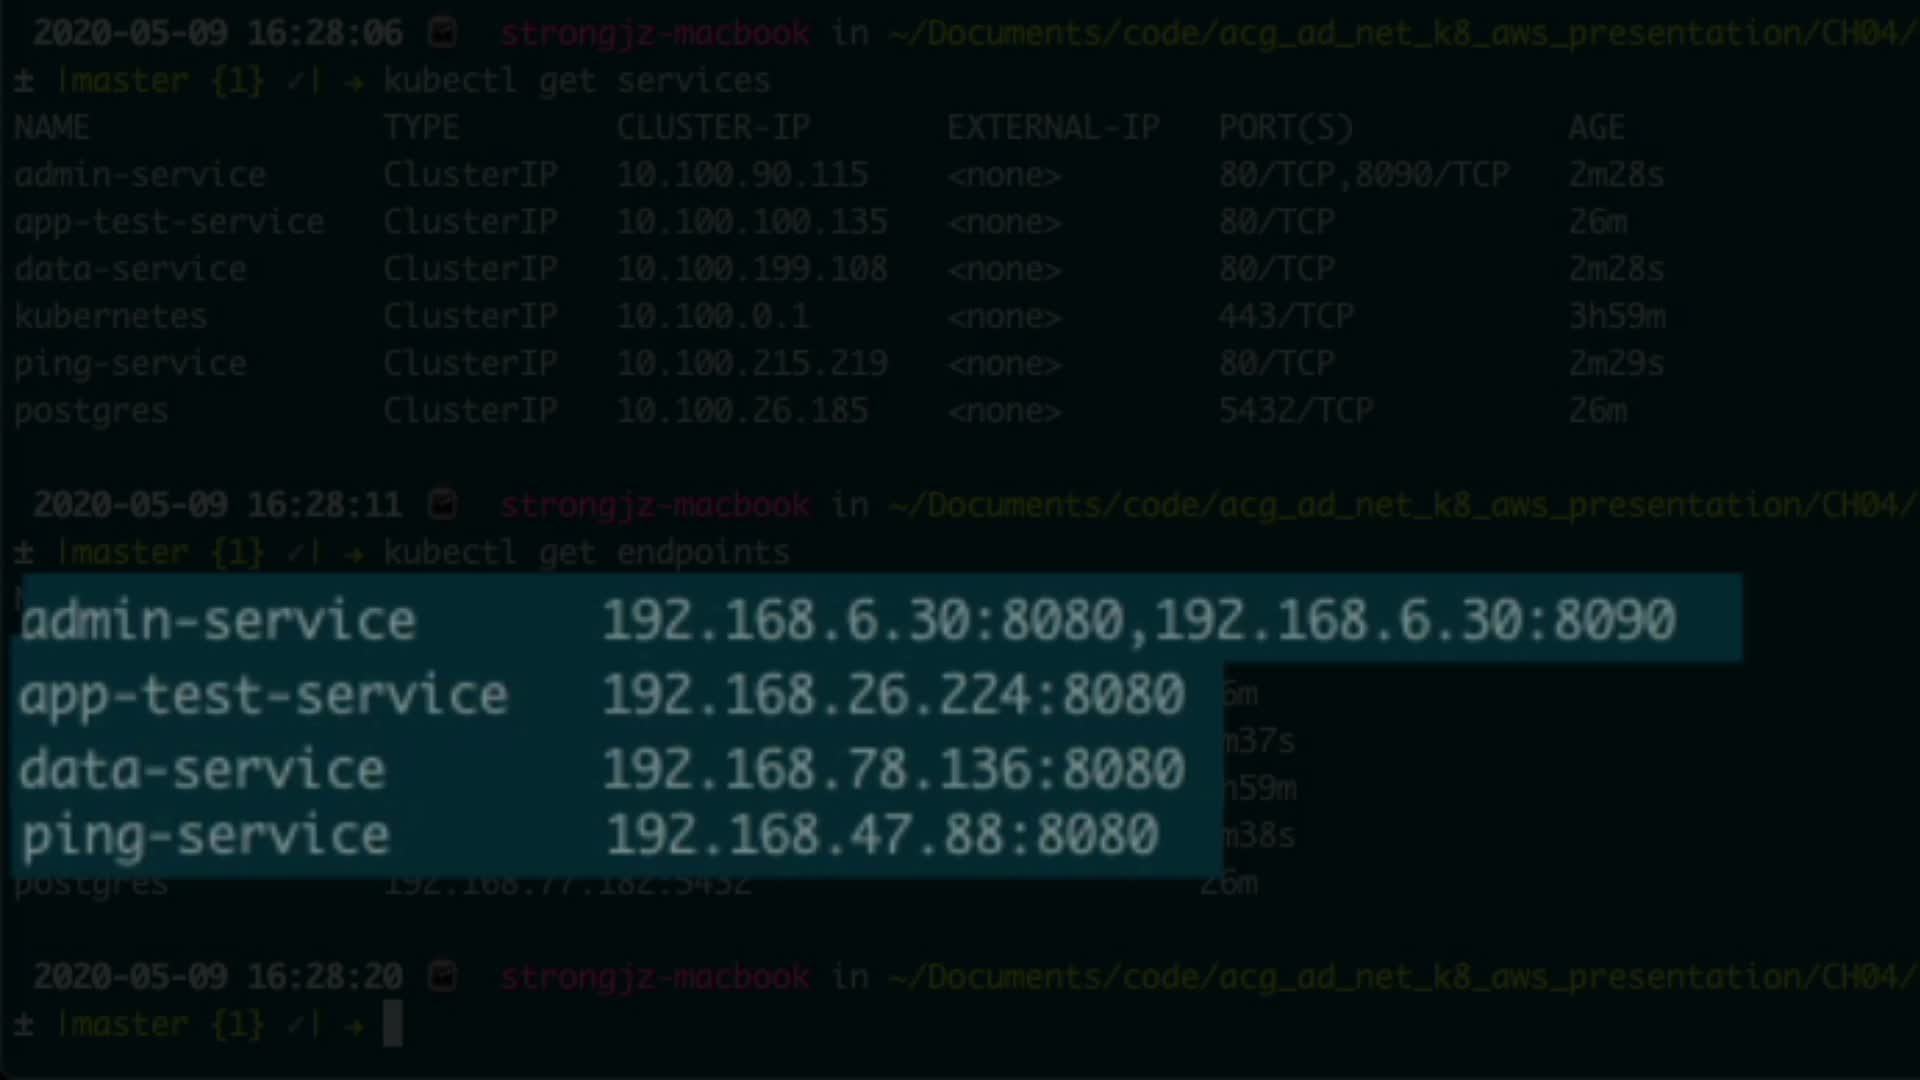 2020-05-09 16:28:06 strongjz-macbook in ~/Documents/code/acg_ad_net_k8_aws_presentation/CH04/
± |master {1} ✓| → kubectl get services
NAME TYPE CLUSTER-IP EXTERNAL-IP PORT(S) AGE
admin-service ClusterIP 10.100.90.115 <none> 80/TCP,8090/TCP 2m28s
app-test-service ClusterIP 10.100.100.135 <none> 80/TCP 26m
data-service ClusterIP 10.100.199.108 <none> 80/TCP 2m28s
kubernetes ClusterIP 10.100.0.1 <none> 443/TCP 3h59m
ping-service ClusterIP 10.100.215.219 <none> 80/TCP 2m29s
postgres ClusterIP 10.100.26.185 <none> 5432/TCP 26m
2020-05-09 16:28:11 strongjz-macbook in ~/Documents/code/acg_ad_net_k8_aws_presentation/CH04/
± |master {1} ✓| → kubectl get endpoints
admin-service 192.168.6.30:8080,192.168.6.30:8090
app-test-service 192.168.26.224:8080 6m
data-service 192.168.78.136:8080 m37s
h59m
ping-service 192.168.47.88:8080 m38s
postgres 192.168.77.182:5432 26m
2020-05-09 16:28:20 strongjz-macbook in ~/Documents/code/acg_ad_net_k8_aws_presentation/CH04/
± |master {1} ✓| →